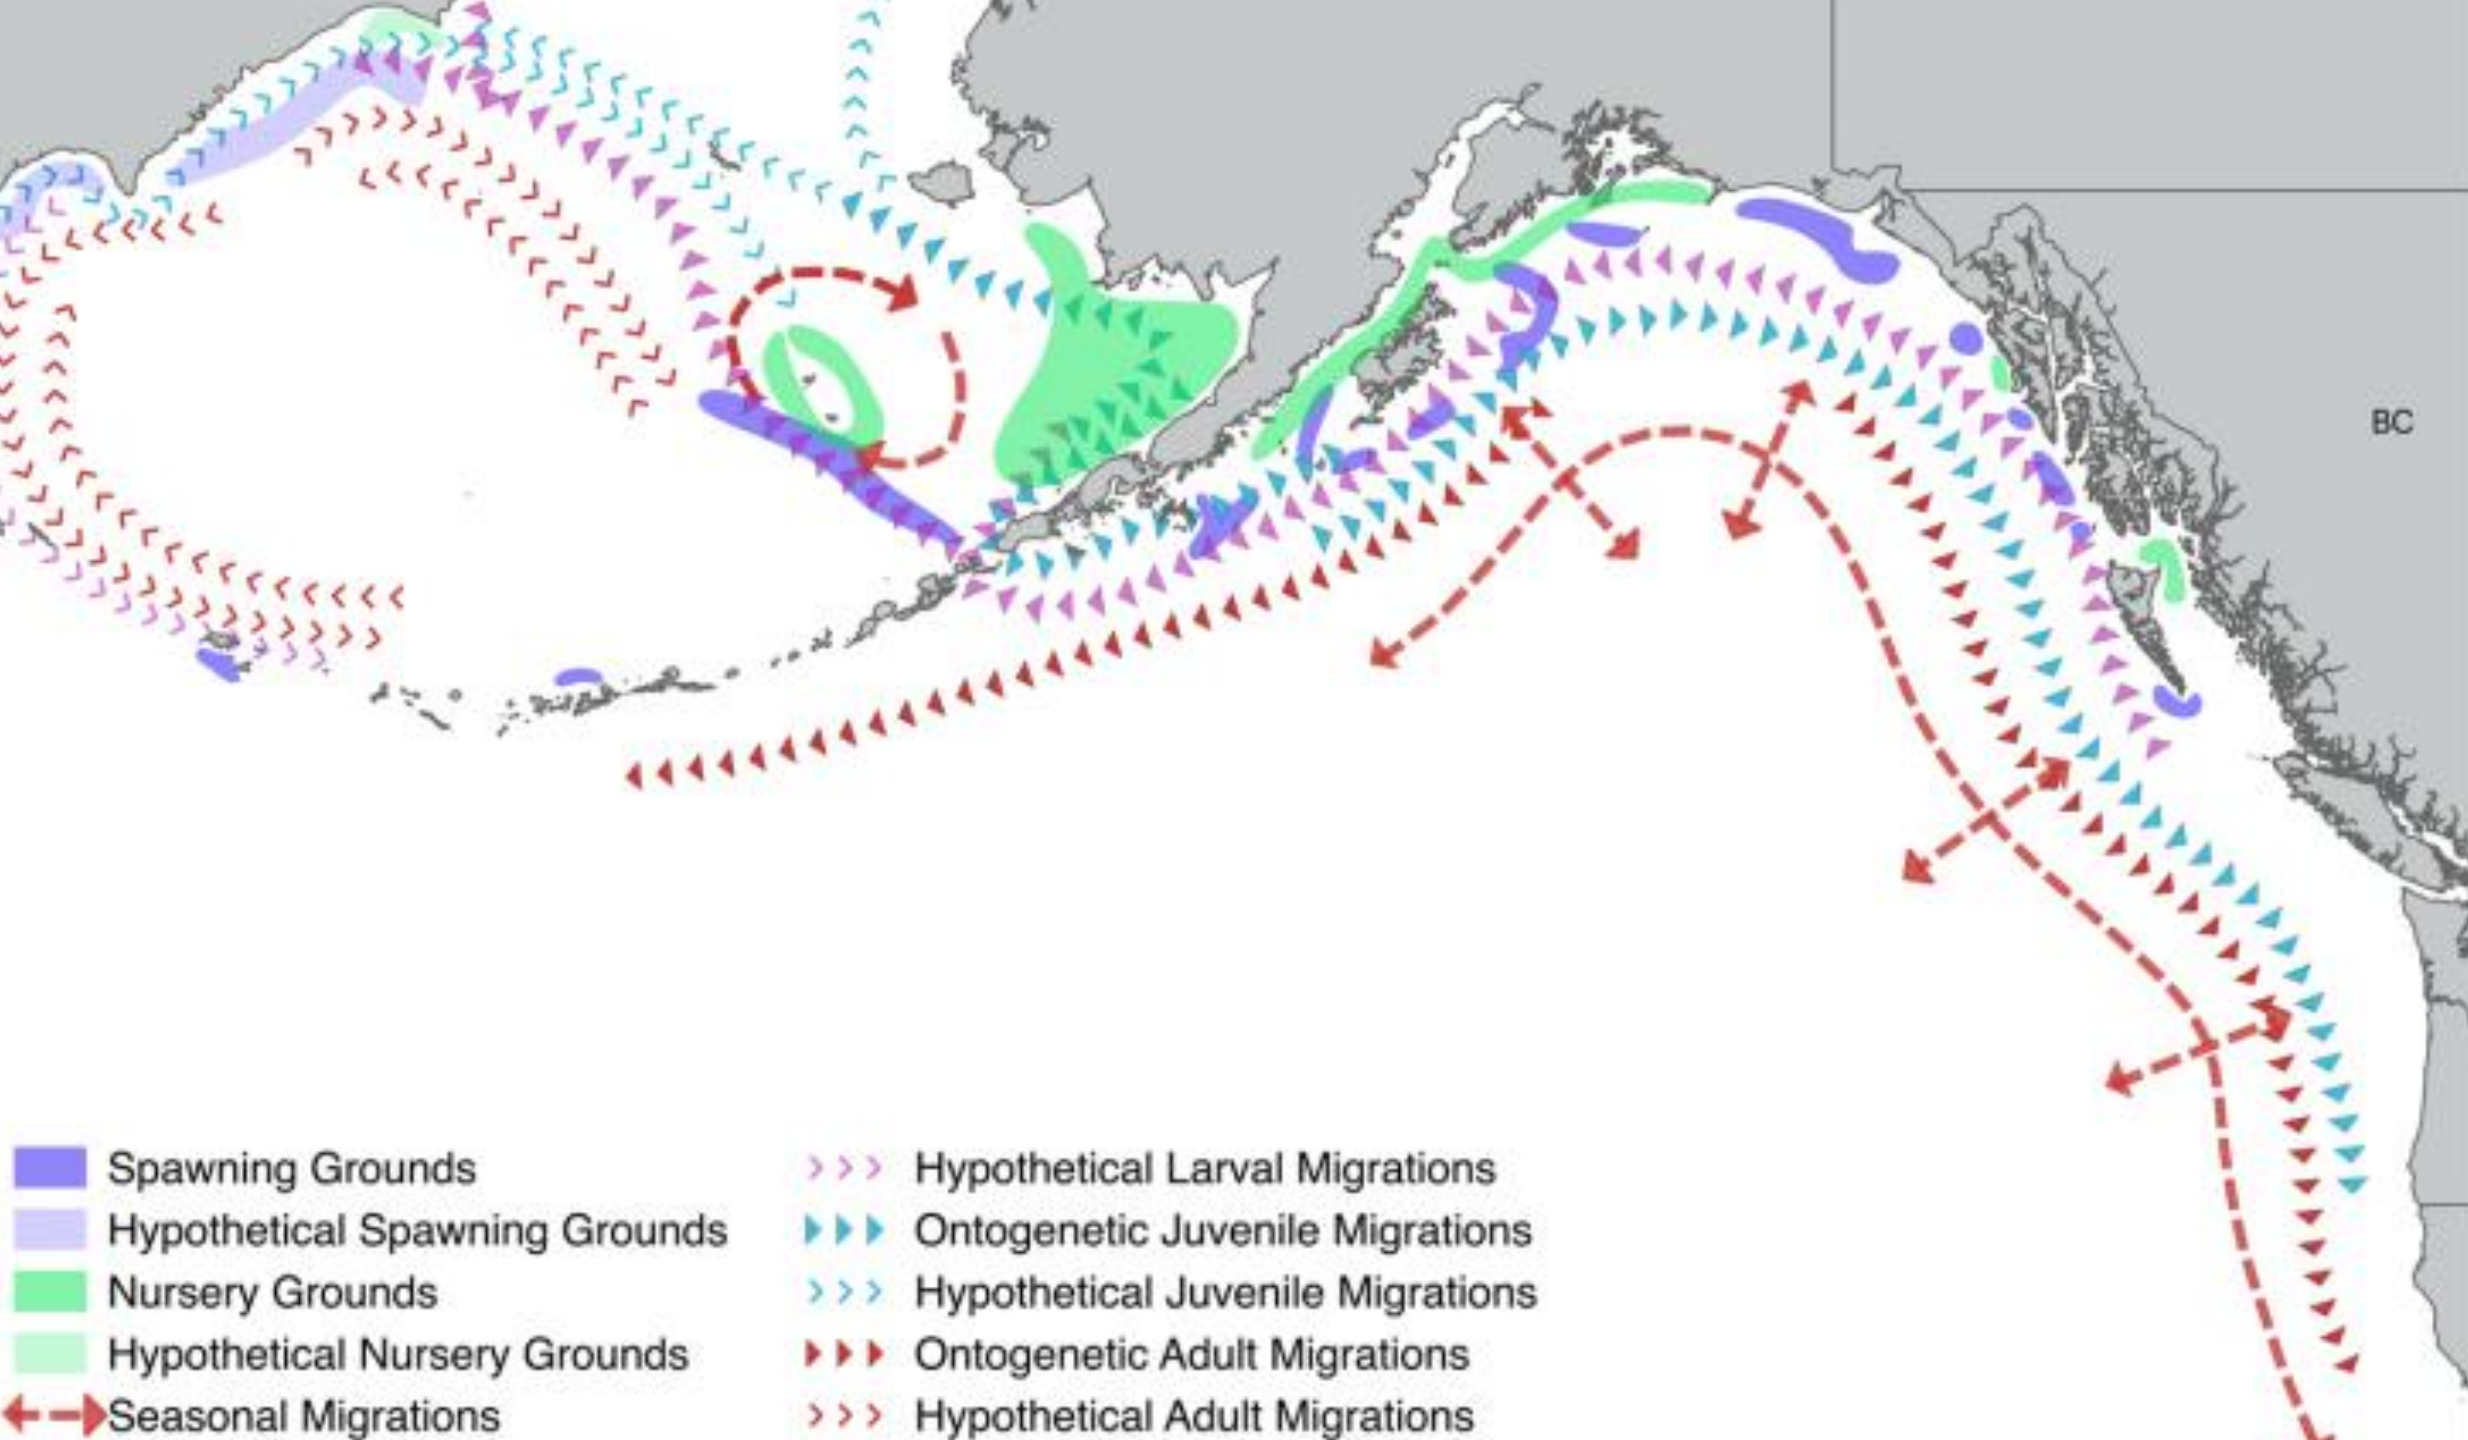 BC
Spawning Grounds
Hypothetical Spawning Grounds
Nursery Grounds
Hypothetical Nursery Grounds
Seasonal Migrations
Hypothetical Larval Migrations
Ontogenetic Juvenile Migrations
Hypothetical Juvenile Migrations
Ontogenetic Adult Migrations
Hypothetical Adult Migrations